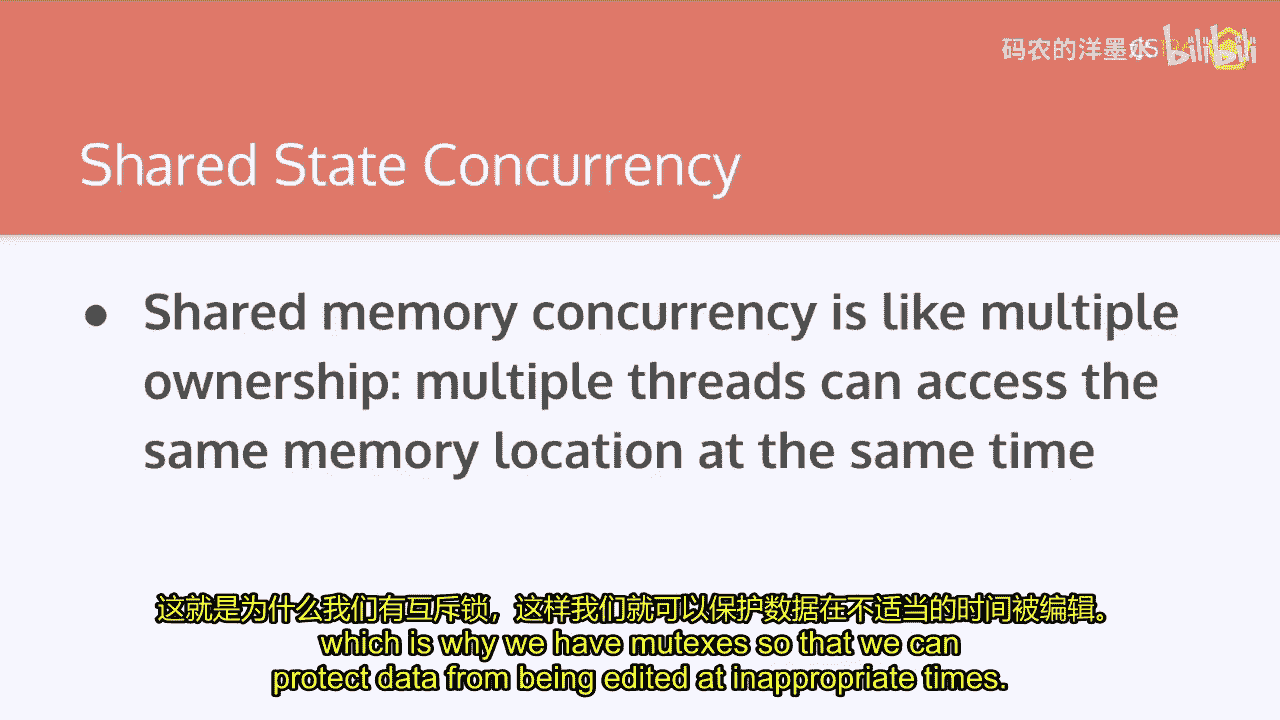 码农的洋墨水 bilibili
Shared State Concurrency
● Shared memory concurrency is like multiple
ownership: multiple threads can access the
same memory location at the same time
这就是为什么我们有互斥锁，这样我们就可以保护数据在不适当的时间被编辑。
which is why we have mutexes so that we can
protect data from being edited at inappropriate times.